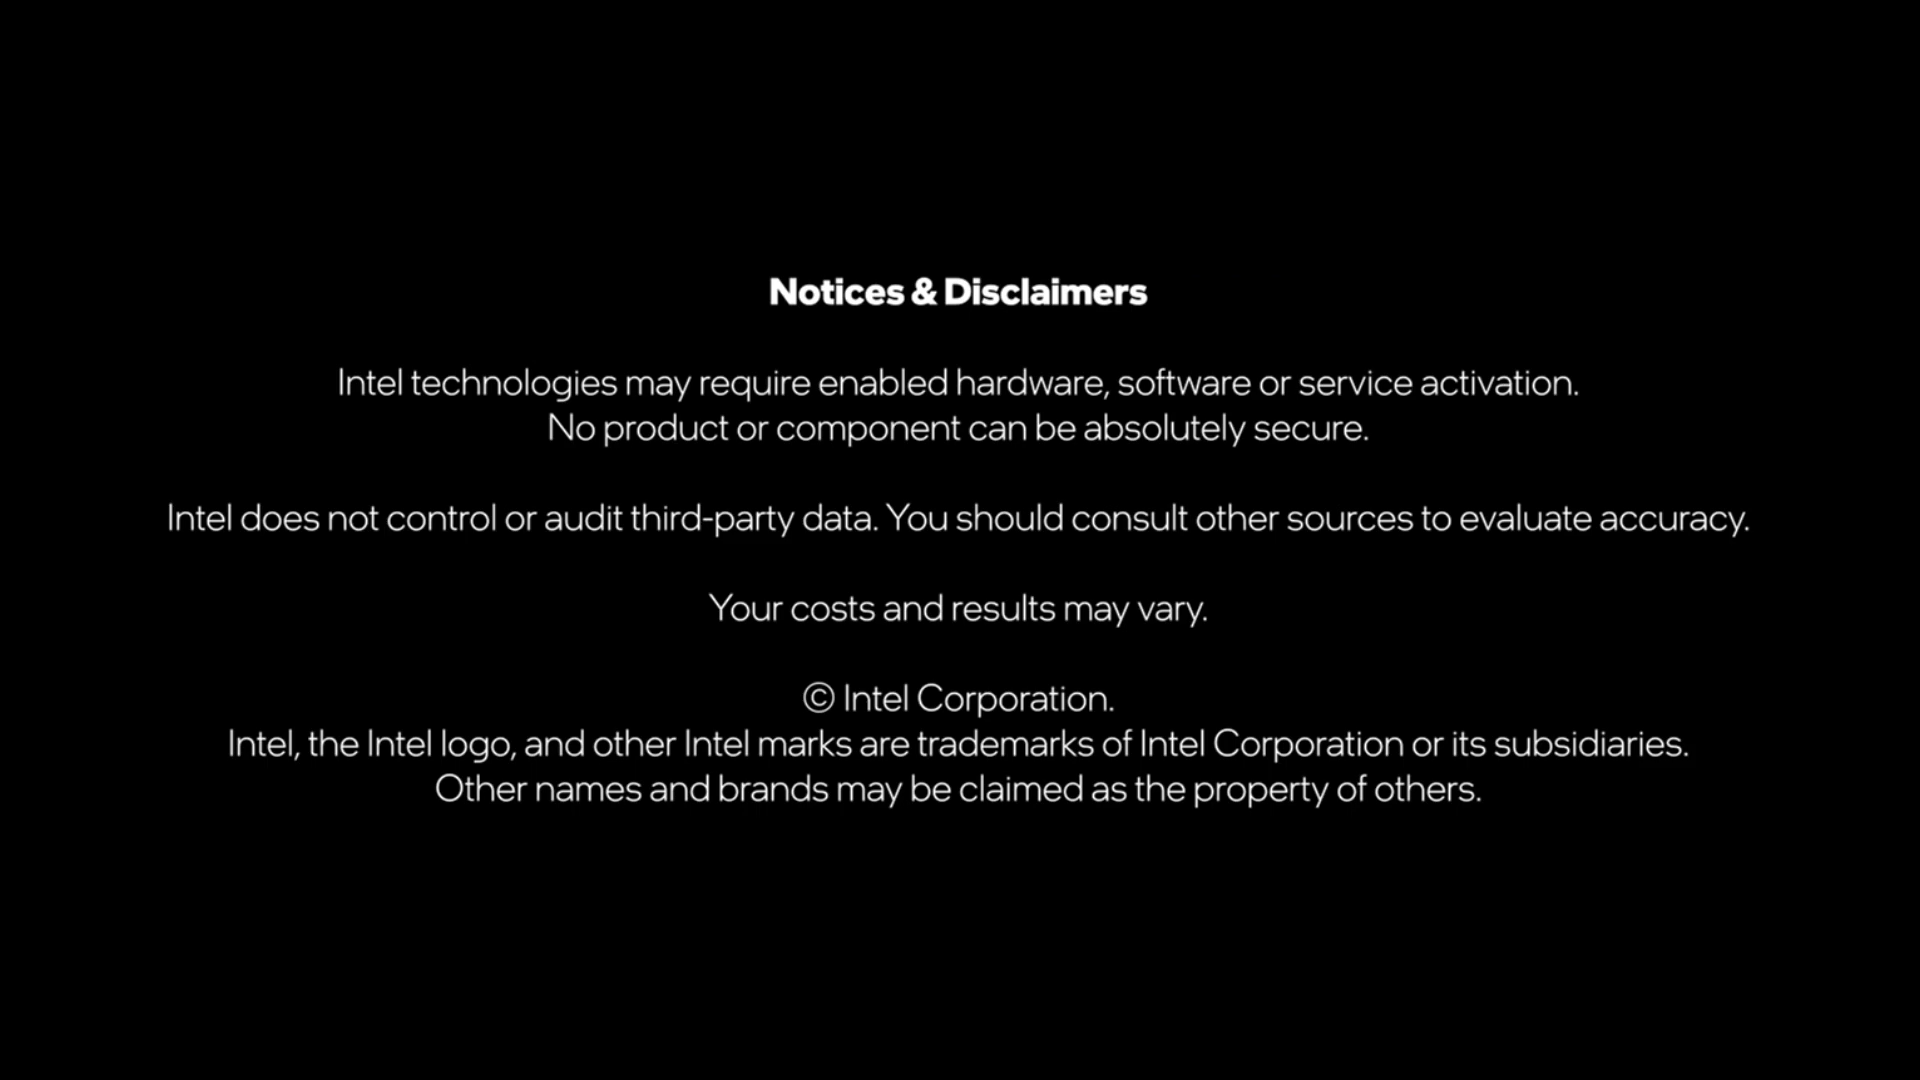 Notices & Disclaimers
Intel technologies may require enabled hardware, software or service activation.
No product or component can be absolutely secure.
Intel does not control or audit third-party data. You should consult other sources to evaluate accuracy.
Your costs and results may vary.
© Intel Corporation.
Intel, the Intel logo, and other Intel marks are trademarks of Intel Corporation or its subsidiaries.
Other names and brands may be claimed as the property of others.